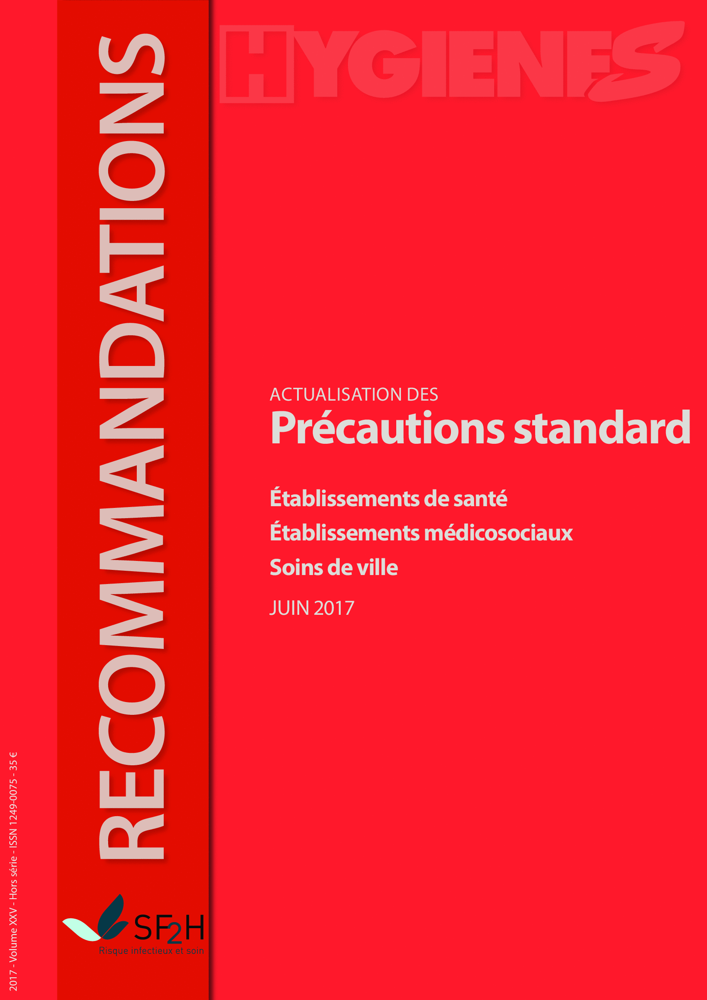 HYGIENES
RECOMMANDATIONS
ACTUALISATION DES
Précautions standard
Établissements de santé
Établissements médicosociaux
Soins de ville
JUIN 2017
2017 - Volume XXV - Hors série - ISSN 1249-0075 - 35 €
SF2H
Risque infectieux et soin